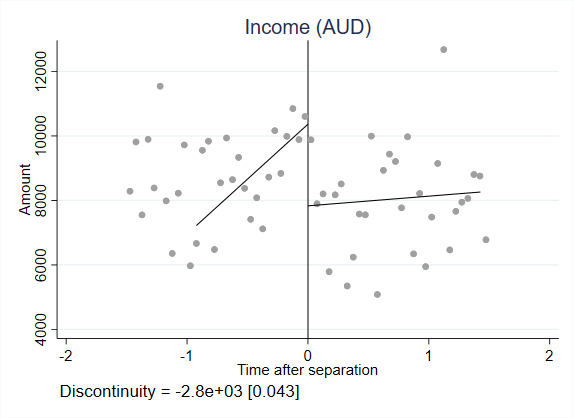 Income (AUD)
12000
10000
8000
6000
4000
Amount
-2 -1 0 1 2
Time after separation
Discontinuity = -2.8e+03 [0.043]